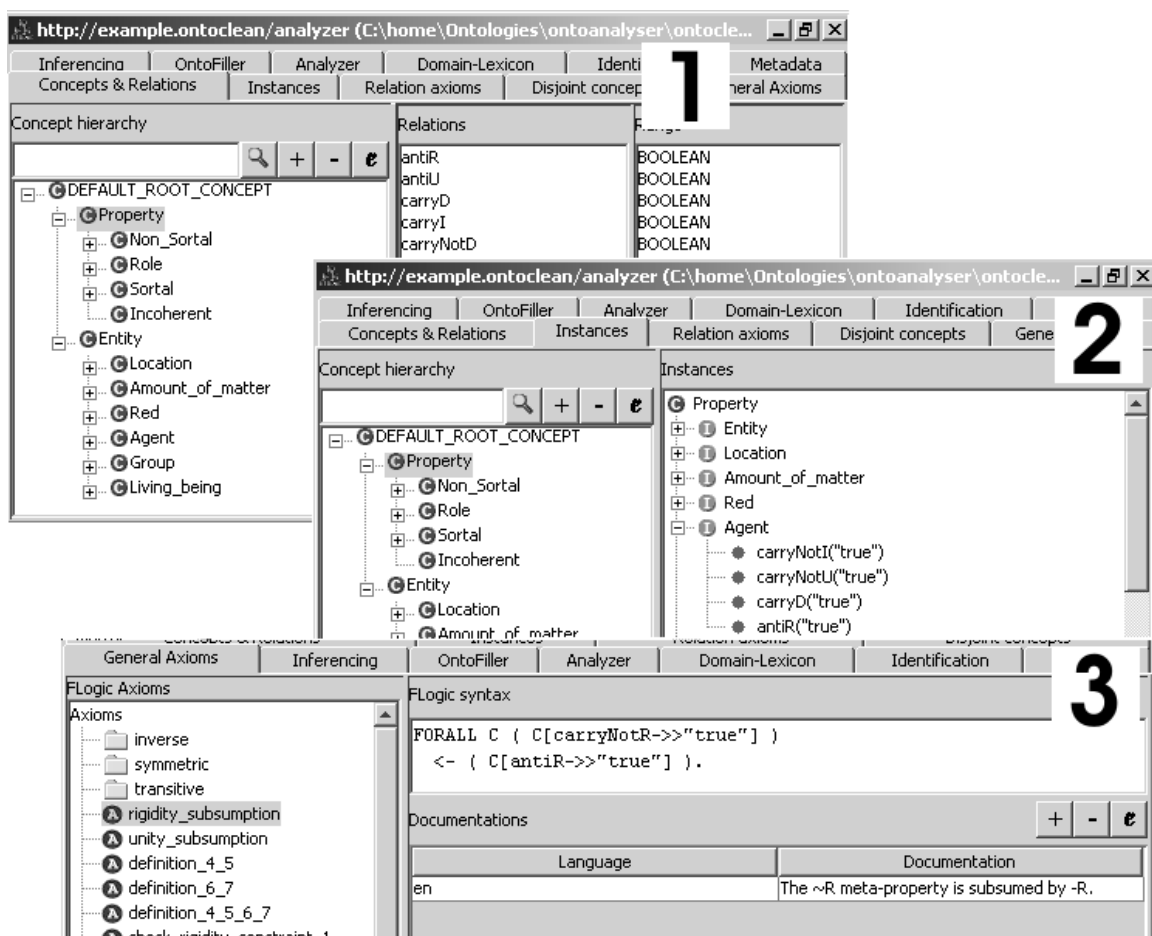 http://example.ontoclean/analyzer (C:\home\Ontologies\ontoanalyser\ontocle...
Inferencing OntoFiller Analyzer Domain-Lexicon Metadata
Concepts & Relations Instances Relation axioms Disjoint
1
Concept hierarchy
Relations
+ - e
antiR BOOLEAN
antiU BOOLEAN
carryD BOOLEAN
carryI BOOLEAN
carryNotD BOOLEAN
DEFAULT_ROOT_CONCEPT
Property
Non_Sortal
Role
Sortal
Incoherent
Entity
Location
Amount_of_matter
Red
Agent
Group
Living_being
http://example.ontoclean/analyzer (C:\home\Ontologies\ontoanalyser\ontocle...
Inferencing OntoFiller Analyzer Domain-Lexicon Identification
Concepts & Relations Instances Relation axioms Disjoint concepts
2
Concept hierarchy
+ - e
DEFAULT_ROOT_CONCEPT
Property
Non_Sortal
Role
Sortal
Incoherent
Entity
Location
Amount_of_matter
Instances
Property
Entity
Location
Amount_of_matter
Red
Agent
carryNotI("true")
carryNotU("true")
carryD("true")
antiR("true")
General Axioms Inferencing OntoFiller Analyzer Domain-Lexicon Identification
3
FLogic Axioms
Axioms
inverse
symmetric
transitive
rigidity_subsumption
unity_subsumption
definition_4_5
definition_6_7
definition_4_5_6_7
check_rigidity_constraint_1
FLogic syntax
FORALL C ( C[carryNotR->>"true"] )
<- ( C[antiR->>"true"] ).
Documentations
+ - e
Language Documentation
en The ~R meta-property is subsumed by -R.